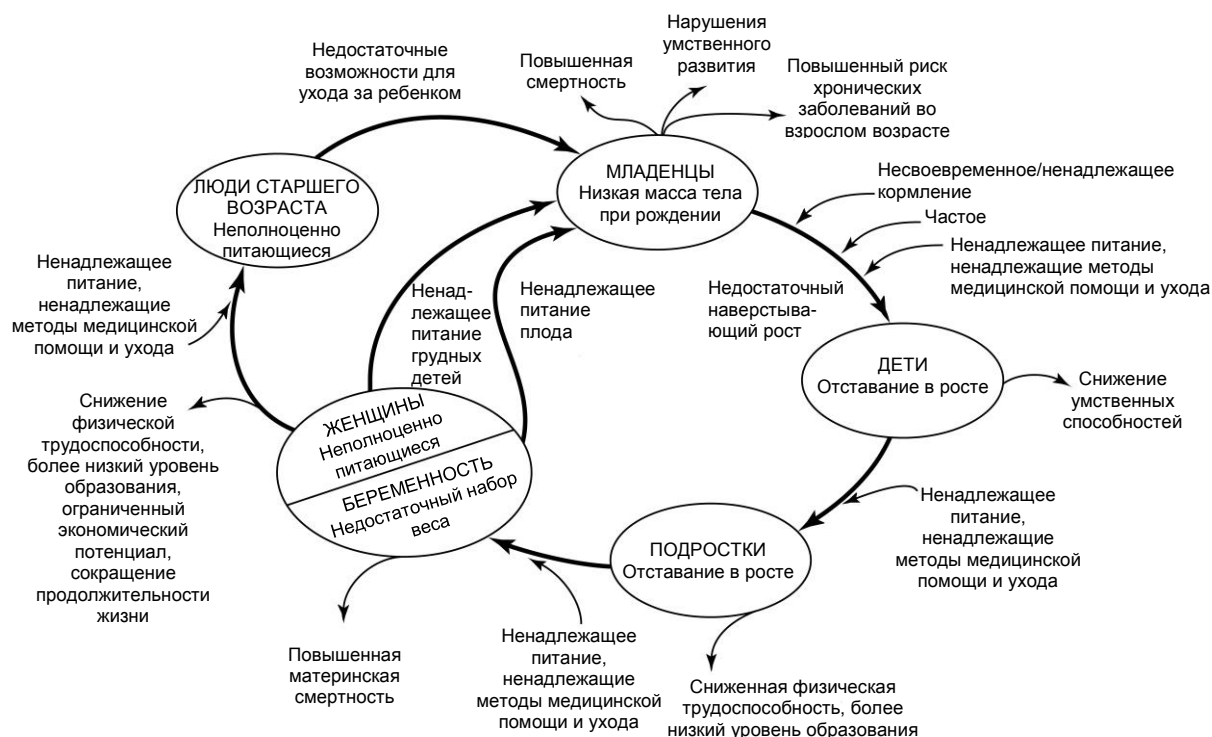 Недостаточные
возможности для
ухода за ребенком
Повышенная
смертность
Нарушения
умственного
развития
Повышенный риск
хронических
заболеваний во
взрослом возрасте
МЛАДЕНЦЫ
Низкая масса тела
при рождении
ЛЮДИ СТАРШЕГО
ВОЗРАСТА
Неполноценно
питающиеся
Несвоевременное/ненадлежащее
кормление
Частое
Ненадлежащее питание,
ненадлежащие методы
медицинской помощи и ухода
Ненадлежащее
питание,
ненадлежащие
методы медицинской
помощи и ухода
Ненад-
лежащее
питание
грудных
детей
Ненадлежащее
питание
плода
Недостаточный
наверстыва-
ющий рост
ДЕТИ
Отставание в росте
Снижение
умственных
способностей
Снижение
физической
трудоспособности,
более низкий уровень
образования,
ограниченный
экономический
потенциал,
сокращение
продолжительности
жизни
ЖЕНЩИНЫ
Неполноценно
питающиеся
БЕРЕМЕННОСТЬ
Недостаточный набор
веса
ПОДРОСТКИ
Отставание в росте
Ненадлежащее
питание,
ненадлежащие
методы медицинской
помощи и ухода
Повышенная
материнская
смертность
Ненадлежащее
питание,
ненадлежащие
методы медицинской
помощи и ухода
Сниженная физическая
трудоспособность, более
низкий уровень образования